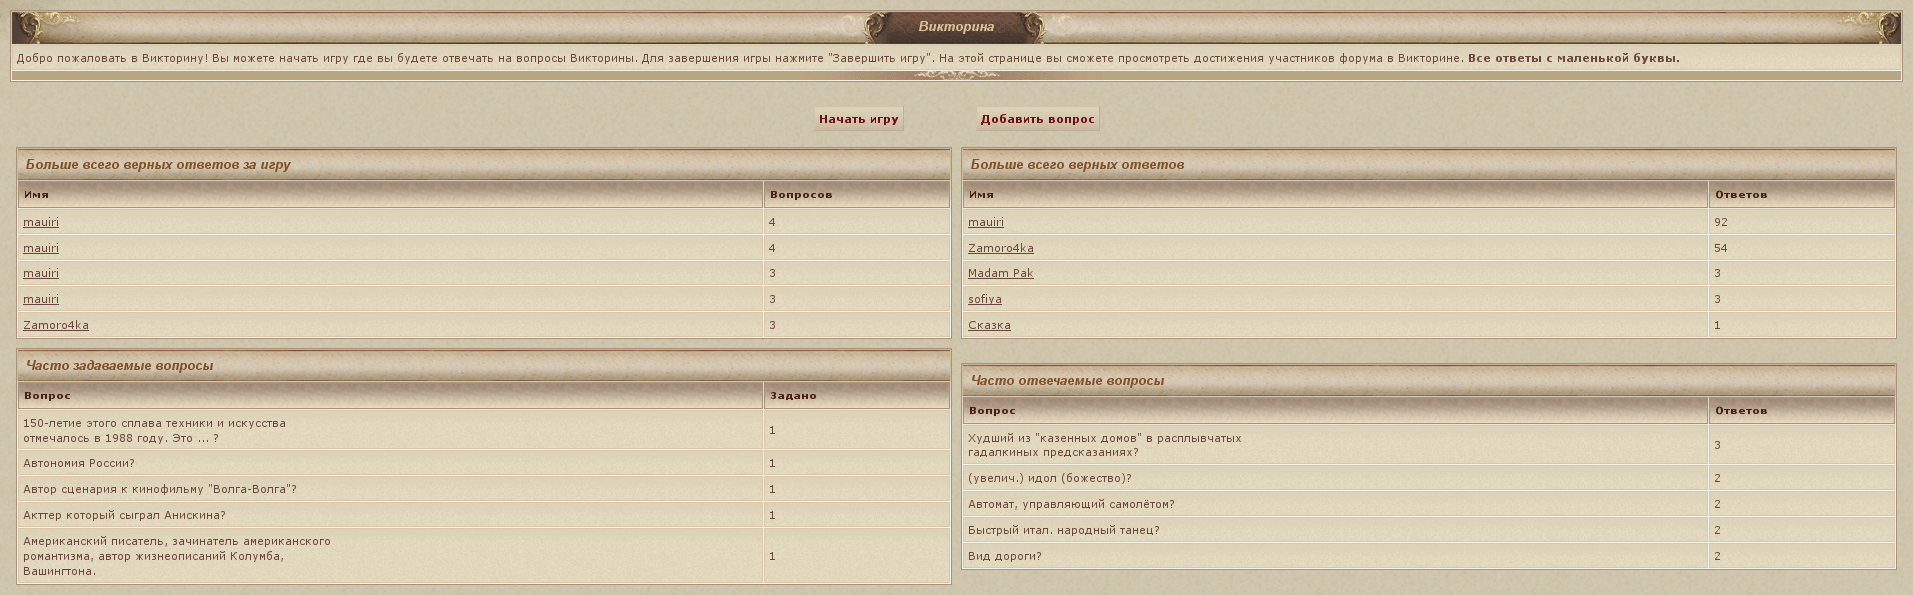 Викторина
Добро пожаловать в Викторину! Вы можете начать игру где вы будете отвечать на вопросы Викторины. Для завершения игры нажмите "Завершить игру". На этой странице вы сможете просмотреть достижения участников форума в Викторине. Все ответы с маленькой буквы.
Начать игру Добавить вопрос
Больше всего верных ответов за игру
Имя Вопросов
mauiri 4
mauiri 4
mauiri 3
mauiri 3
Zamoro4ka 3
Больше всего верных ответов
Имя Ответов
mauiri 92
Zamoro4ka 54
Madam Pak 3
sofiya 3
Сказка 1
Часто задаваемые вопросы
Вопрос Задано
150-летие этого сплава техники и искусства
отмечалось в 1988 году. Это ... ? 1
Автономия России? 1
Автор сценария к кинофильму "Волга-Волга"? 1
Акттер который сыграл Анискина? 1
Американский писатель, зачинатель американского
романтизма, автор жизнеописаний Колумба, 1
Вашингтона.
Часто отвечаемые вопросы
Вопрос Ответов
Худший из "казенных домов" в расплывчатых
гадалкиных предсказаниях? 3
(увелич.) идол (божество)? 2
Автомат, управляющий самолётом? 2
Быстрый итал. народный танец? 2
Вид дороги? 2